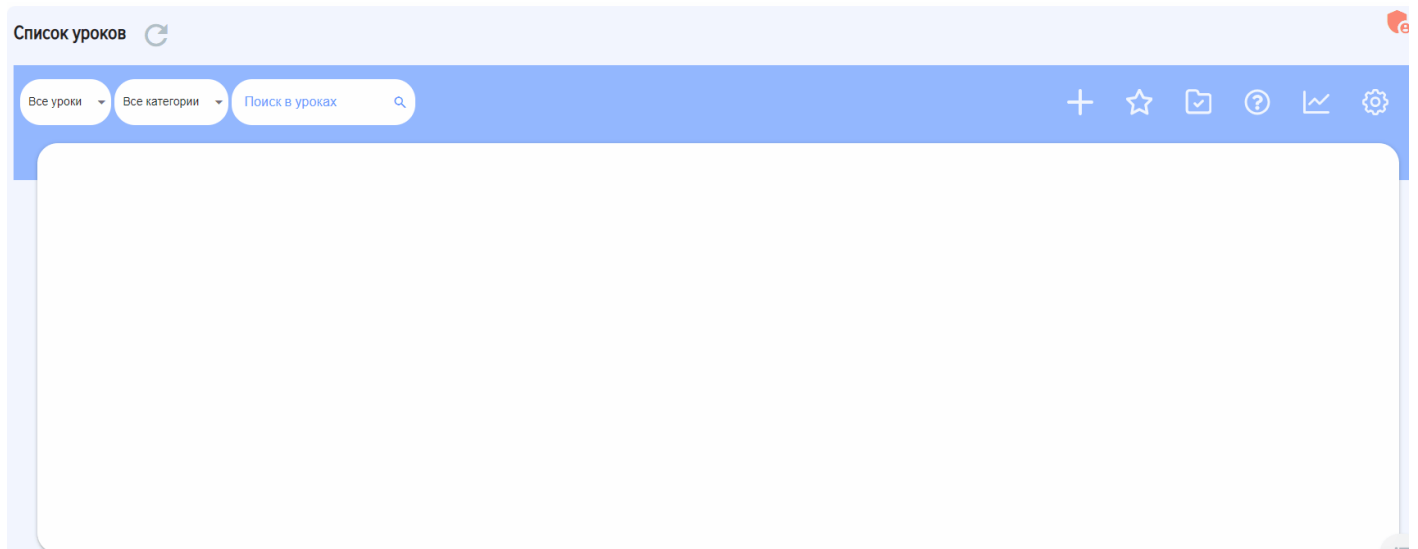 Список уроков
Все уроки
Все категории
Поиск в уроках